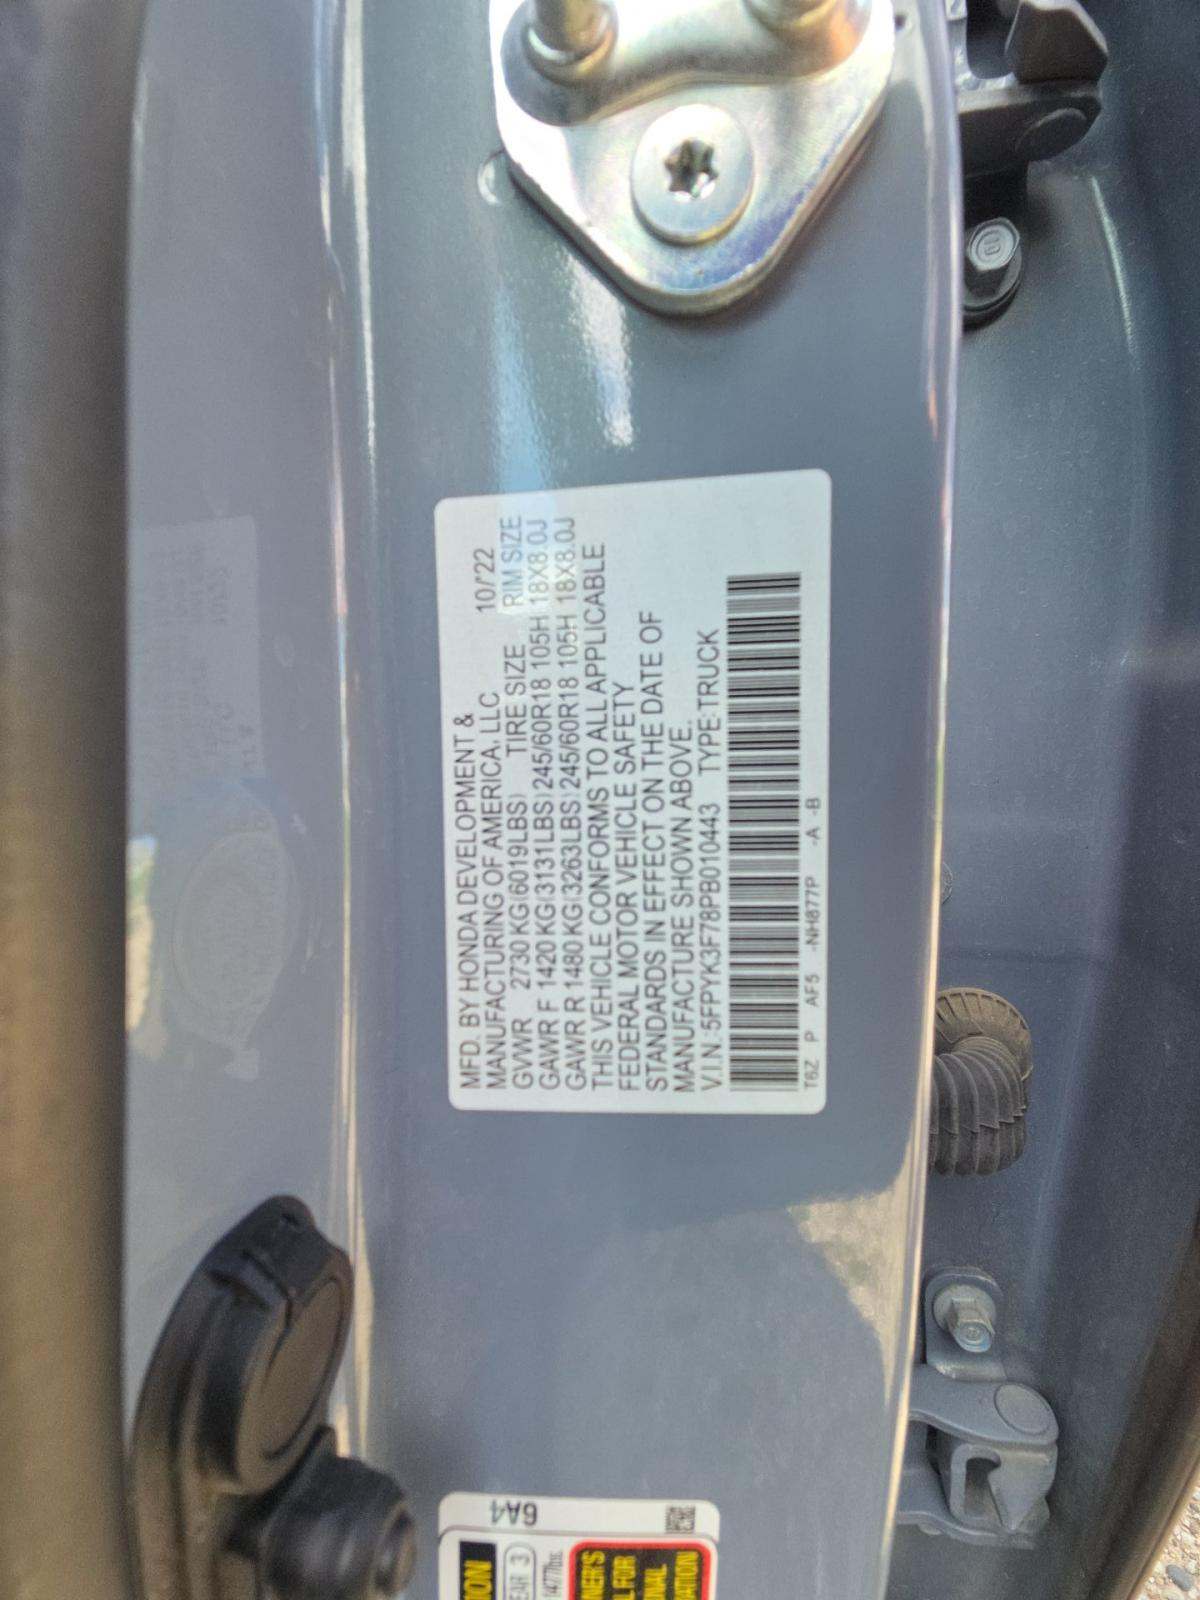 MFD. BY HONDA DEVELOPMENT &
MANUFACTURING OF AMERICA, LLC 10/'22
GVWR 2730 KG(6019LBS) TIRE SIZE RIM SIZE
GAWR F 1420 KG(3131LBS) 245/60R18 105H 18X8.0J
GAWR R 1480 KG(3263LBS) 245/60R18 105H 18X8.0J
THIS VEHICLE CONFORMS TO ALL APPLICABLE
FEDERAL MOTOR VEHICLE SAFETY
STANDARDS IN EFFECT ON THE DATE OF
MANUFACTURE SHOWN ABOVE.
V.I.N.:5FPYK3F78PB010443 TYPE:TRUCK
T6Z P AF5 -NH877P -A -B
6A4